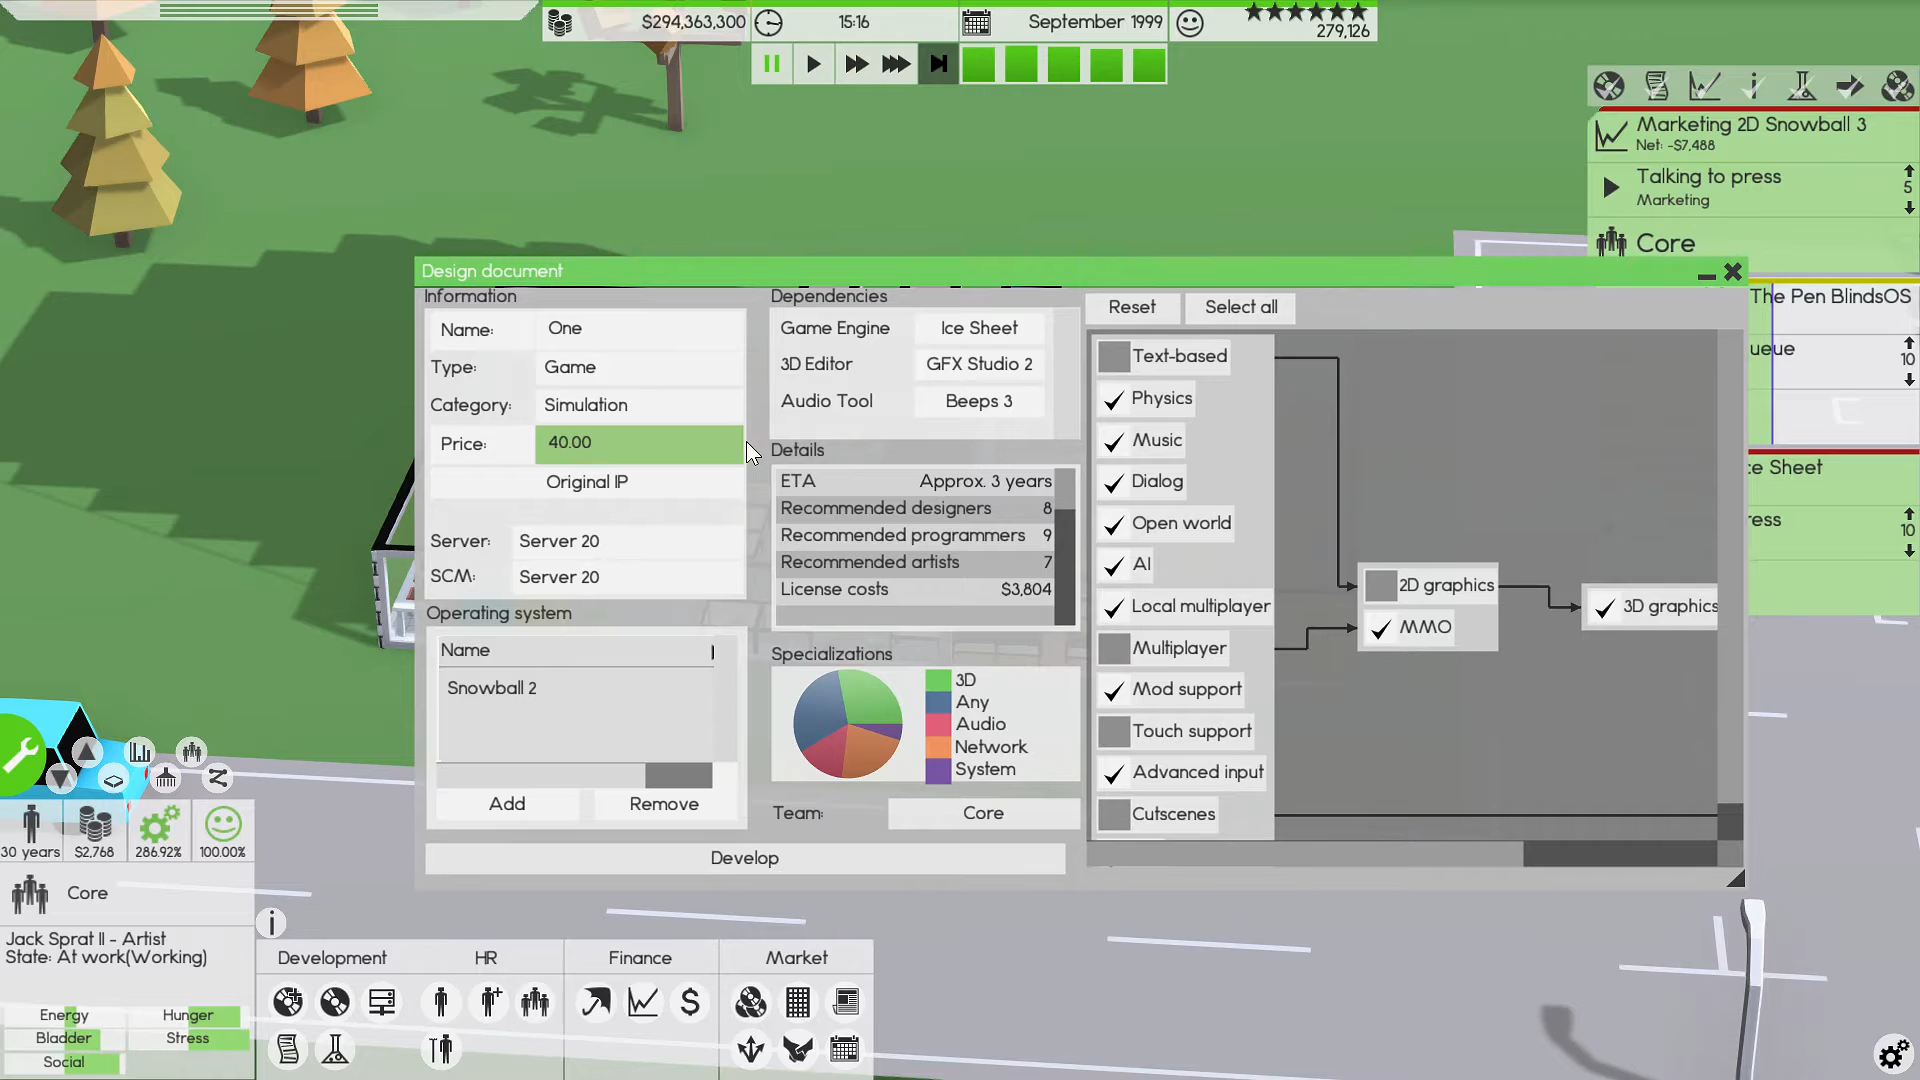 $294,363,300
15:16
September 1999
279,126
Marketing 2D Snowball 3
Net: -$7,488
Talking to press
5
Marketing
Core
Design document
Information
Name: One
Type: Game
Category: Simulation
Price: 40.00
Original IP
Server: Server 20
SCM: Server 20
Operating system
Name
Snowball 2
Add
Remove
Develop
Dependencies
Game Engine Ice Sheet
3D Editor GFX Studio 2
Audio Tool Beeps 3
Details
ETA Approx. 3 years
Recommended designers 8
Recommended programmers 9
Recommended artists 7
License costs $3,804
Specializations
3D
Any
Audio
Network
System
Team: Core
Reset
Select all
Text-based
Physics
Music
Dialog
Open world
AI
Local multiplayer
Multiplayer
Mod support
Touch support
Advanced input
Cutscenes
2D graphics
MMO
3D graphics
The Pen BlindsOS
ueue
10
ce Sheet
ress
10
30 years
$2,768
286.92%
100.00%
Core
Jack Sprat II - Artist
State: At work(Working)
Energy
Hunger
Bladder
Stress
Social
Development
HR
Finance
Market